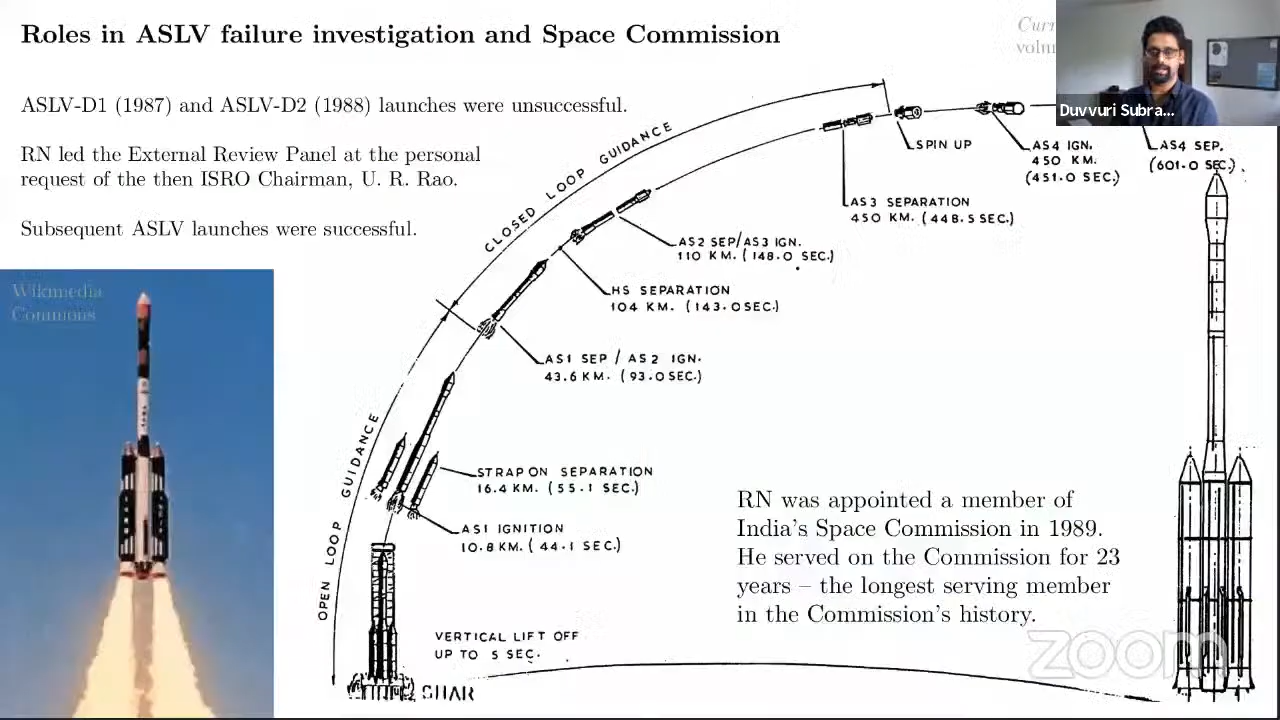 Roles in ASLV failure investigation and Space Commission
Curr
volun
Duvvuri Subra...
ASLV-D1 (1987) and ASLV-D2 (1988) launches were unsuccessful.
RN led the External Review Panel at the personal
request of the then ISRO Chairman, U. R. Rao.
Subsequent ASLV launches were successful.
Wikimedia
Commons
OPEN LOOP GUIDANCE
CLOSED LOOP GUIDANCE
SPIN UP
AS4 IGN.
450 KM.
(451.0 SEC.)
AS4 SEP.
(601.0 SEC.)
AS3 SEPARATION
450 KM. (448.5 SEC.)
AS2 SEP/AS3 IGN.
110 KM. (148.0 SEC.)
HS SEPARATION
104 KM. (143.0 SEC.)
AS1 SEP / AS2 IGN.
43.6 KM. (93.0 SEC.)
STRAP ON SEPARATION
16.4 KM. (55.1 SEC.)
AS1 IGNITION
10.8 KM. (44.1 SEC.)
VERTICAL LIFT OFF
UP TO 5 SEC.
SHAR
RN was appointed a member of
India's Space Commission in 1989.
He served on the Commission for 23
years – the longest serving member
in the Commission's history.
zoom